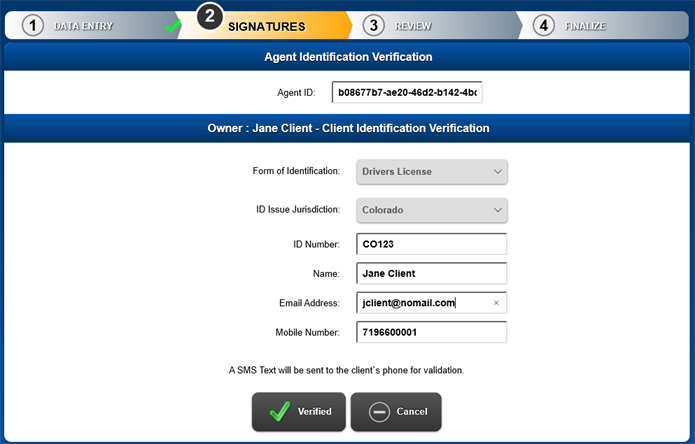 1 DATA ENTRY 2 SIGNATURES 3 REVIEW 4 FINALIZE
Agent Identification Verification
Agent ID: b08677b7-ae20-46d2-b142-4bc
Owner : Jane Client - Client Identification Verification
Form of Identification: Drivers License
ID Issue Jurisdiction: Colorado
ID Number: CO123
Name: Jane Client
Email Address: jclient@nomail.com ×
Mobile Number: 7196600001
A SMS Text will be sent to the client`s phone for validation.
Verified Cancel